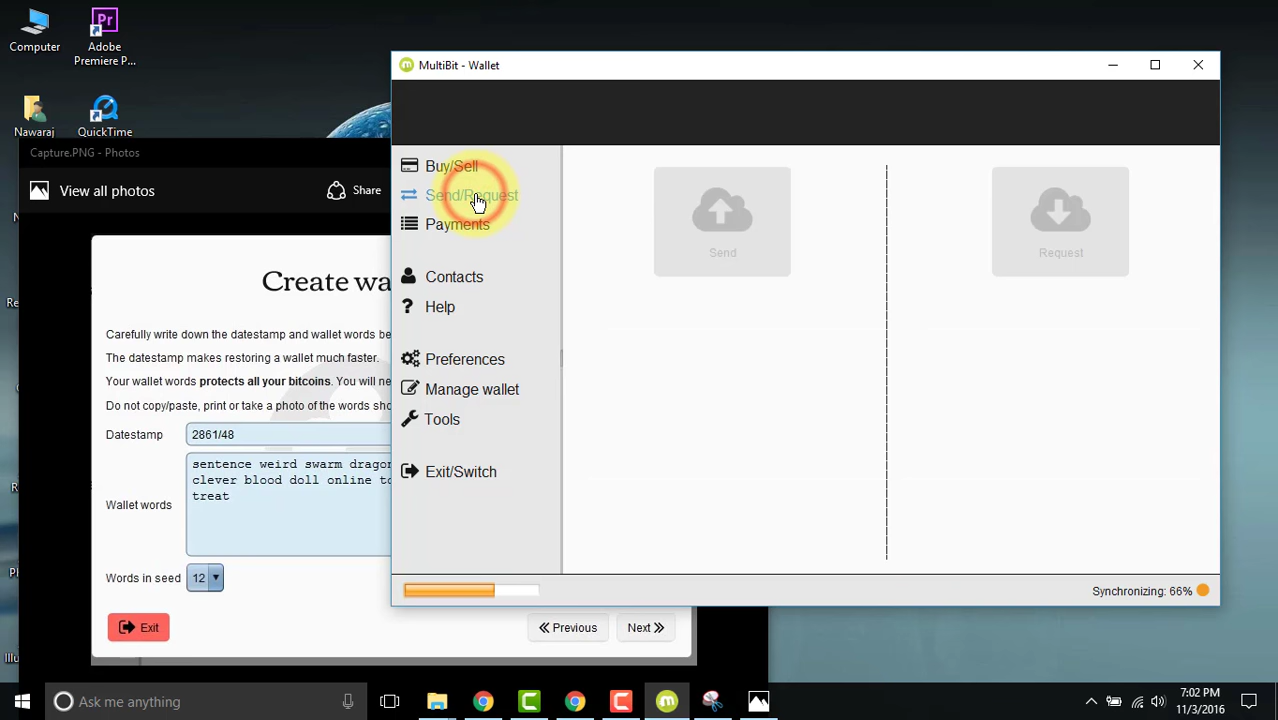 Computer
Adobe
Premiere P...
Nawaraj
QuickTime
Capture.PNG - Photos
View all photos
Share
Create wa
Carefully write down the datestamp and wallet words be
The datestamp makes restoring a wallet much faster.
Your wallet words protects all your bitcoins. You will ne
Do not copy/paste, print or take a photo of the words sho
Datestamp
2861/48
Wallet words
sentence weird swarm dragon
clever blood doll online to
treat
Words in seed
12
Exit
Previous
Next
MultiBit - Wallet
Buy/Sell
Send/Request
Payments
Contacts
Help
Preferences
Manage wallet
Tools
Exit/Switch
Send
Request
Synchronizing: 66%
Ask me anything
7:02 PM
11/3/2016